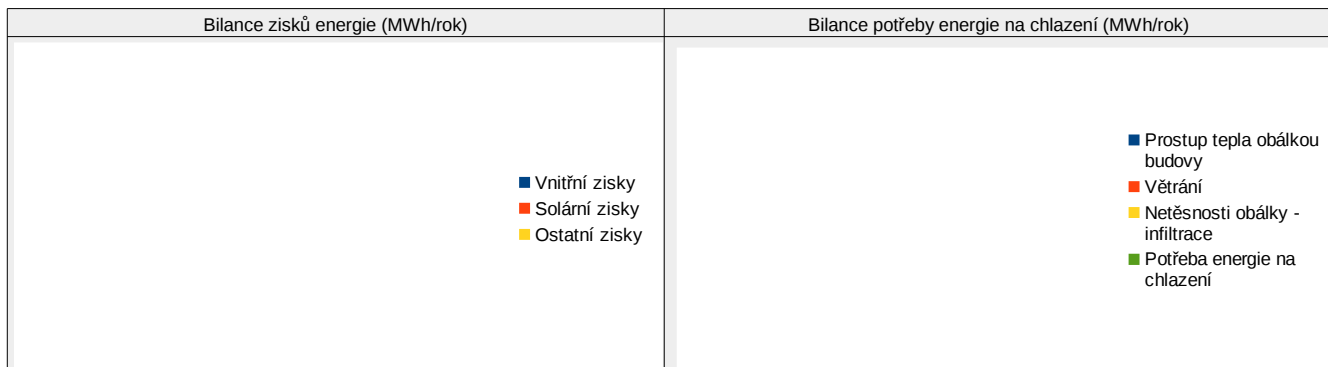 Bilance zisků energie (MWh/rok)
Bilance potřeby energie na chlazení (MWh/rok)
Vnitřní zisky
Solární zisky
Ostatní zisky
Prostup tepla obálkou
budovy
Větrání
Netěsnosti obálky -
infiltrace
Potřeba energie na
chlazení